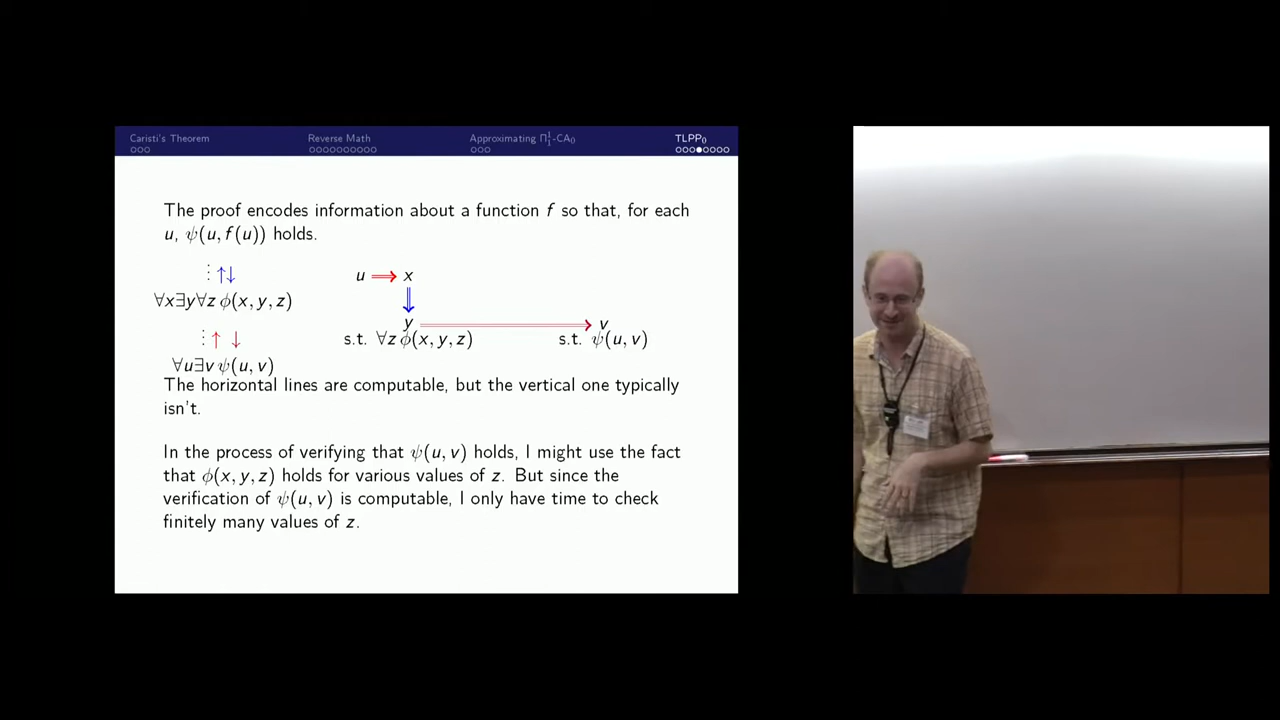 Caristi's Theorem Reverse Math Approximating Π¹₁-CA₀ TLPP₀
The proof encodes information about a function f so that, for each
u, ψ(u, f(u)) holds.
⋮ ↑↓ u ⇒ x
∀x∃y∀z ϕ(x, y, z) ⇓
y ⇒ v
⋮ ↑ ↓ s.t. ∀z ϕ(x, y, z) s.t. ψ(u, v)
∀u∃v ψ(u, v)
The horizontal lines are computable, but the vertical one typically
isn't.
In the process of verifying that ψ(u, v) holds, I might use the fact
that ϕ(x, y, z) holds for various values of z. But since the
verification of ψ(u, v) is computable, I only have time to check
finitely many values of z.